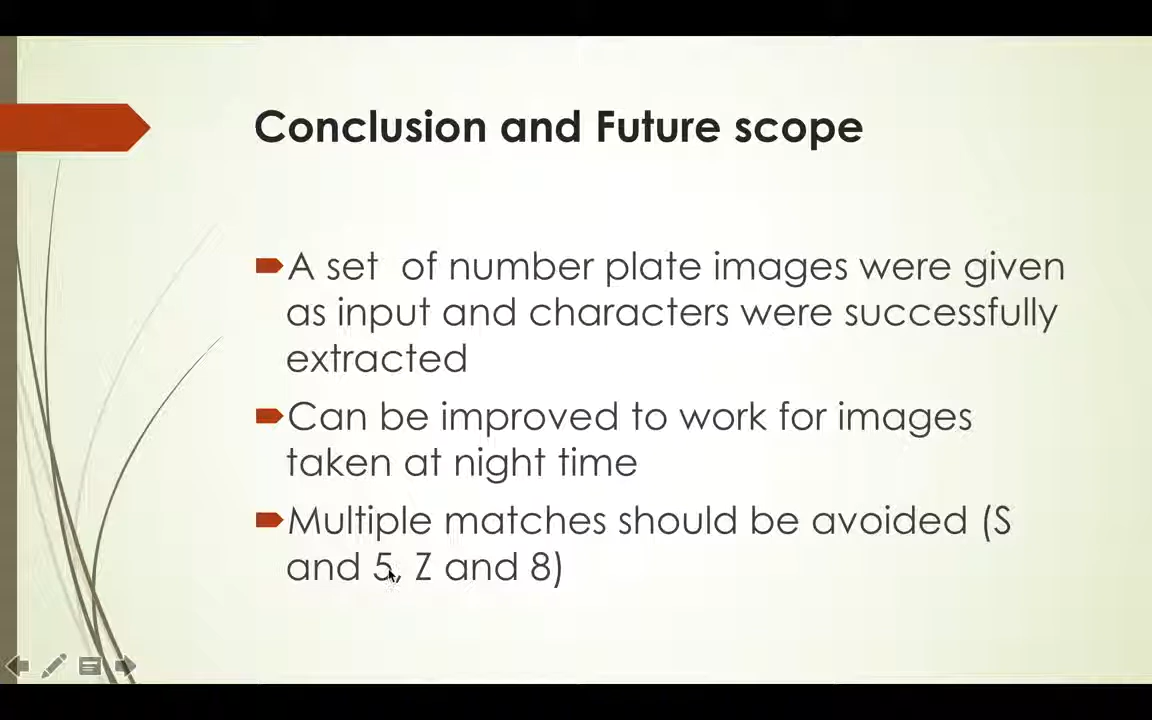 Conclusion and Future scope
A set of number plate images were given
as input and characters were successfully
extracted
Can be improved to work for images
taken at night time
Multiple matches should be avoided (S
and 5, Z and 8)